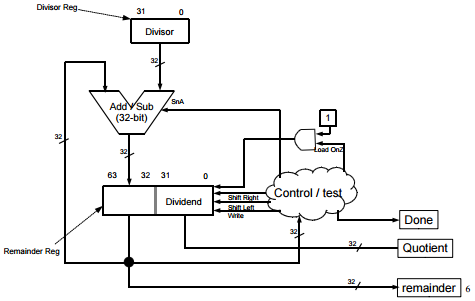 Divisor Reg
31 0
Divisor
32
SnA
Add / Sub
(32-bit)
1
Load OnZ
32
32
63 32 31 0
Dividend
Shift Right
Shift Left
Write
Control / test
Done
Remainder Reg
32
32
Quotient
32
remainder 6